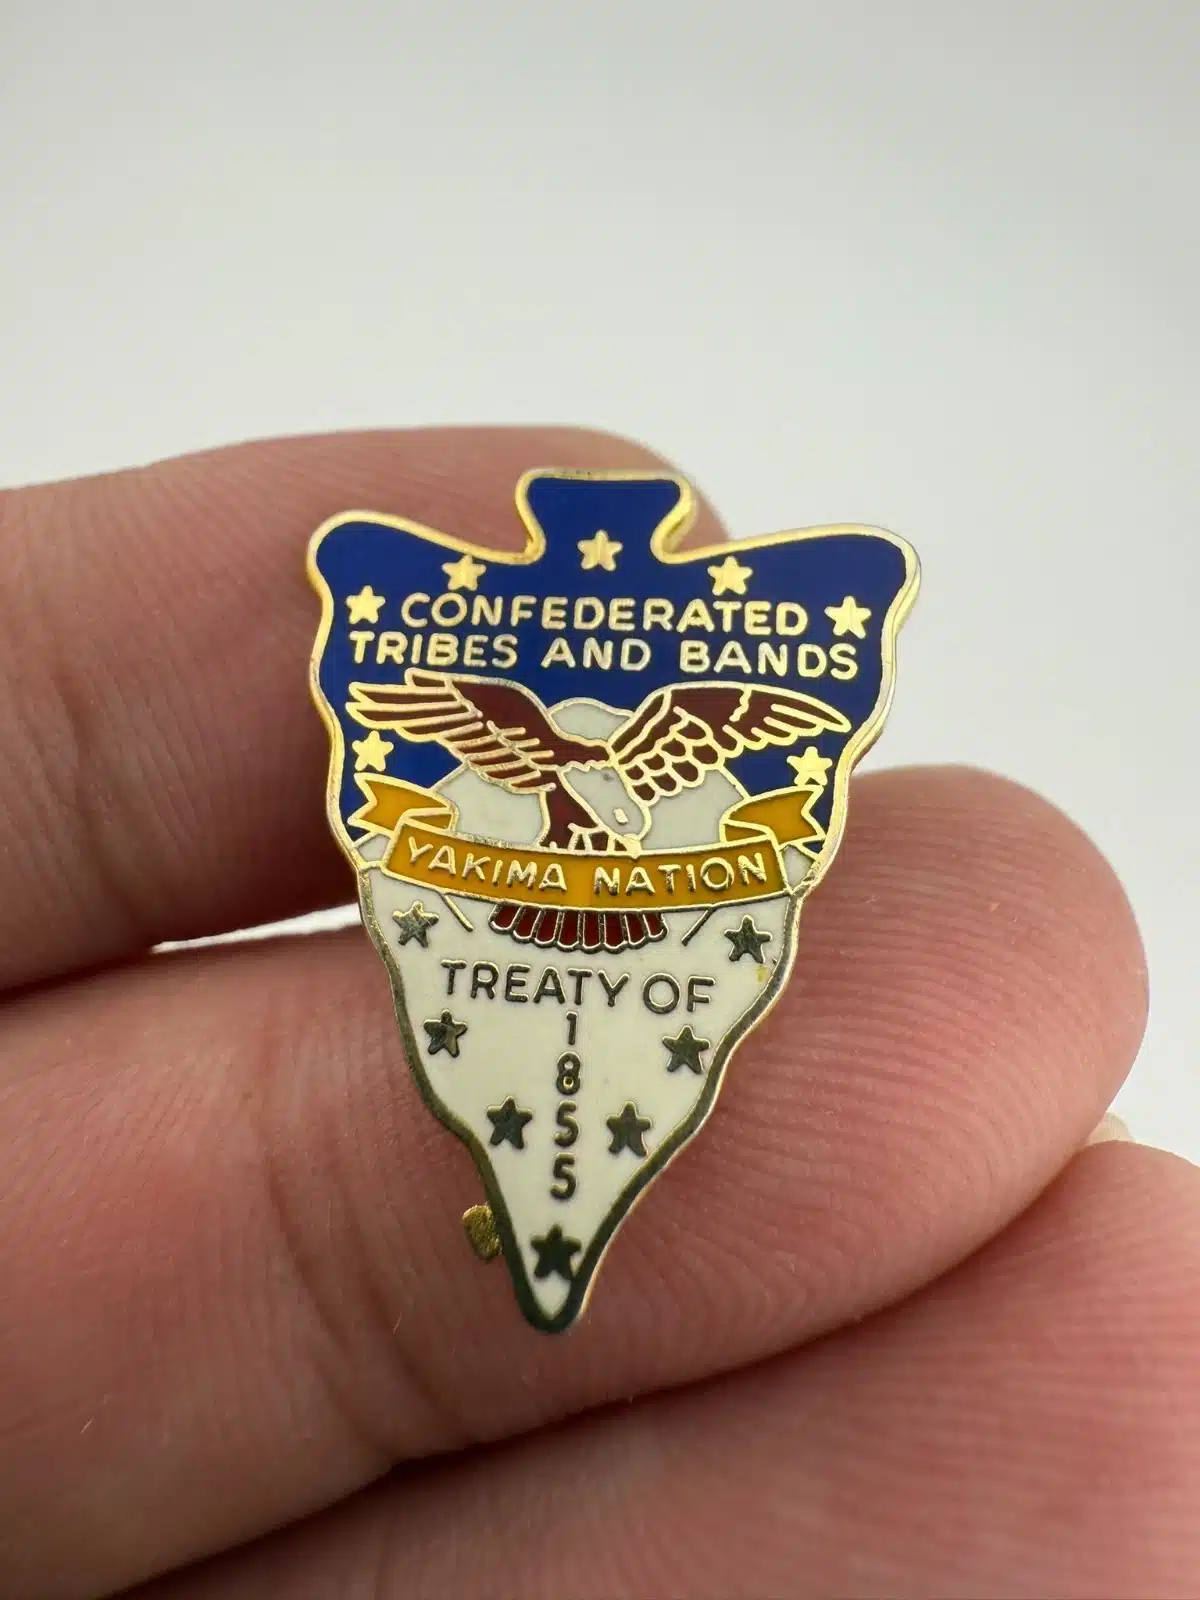 CONFEDERATED
TRIBES AND BANDS
YAKIMA NATION
TREATY OF
1
8
5
5